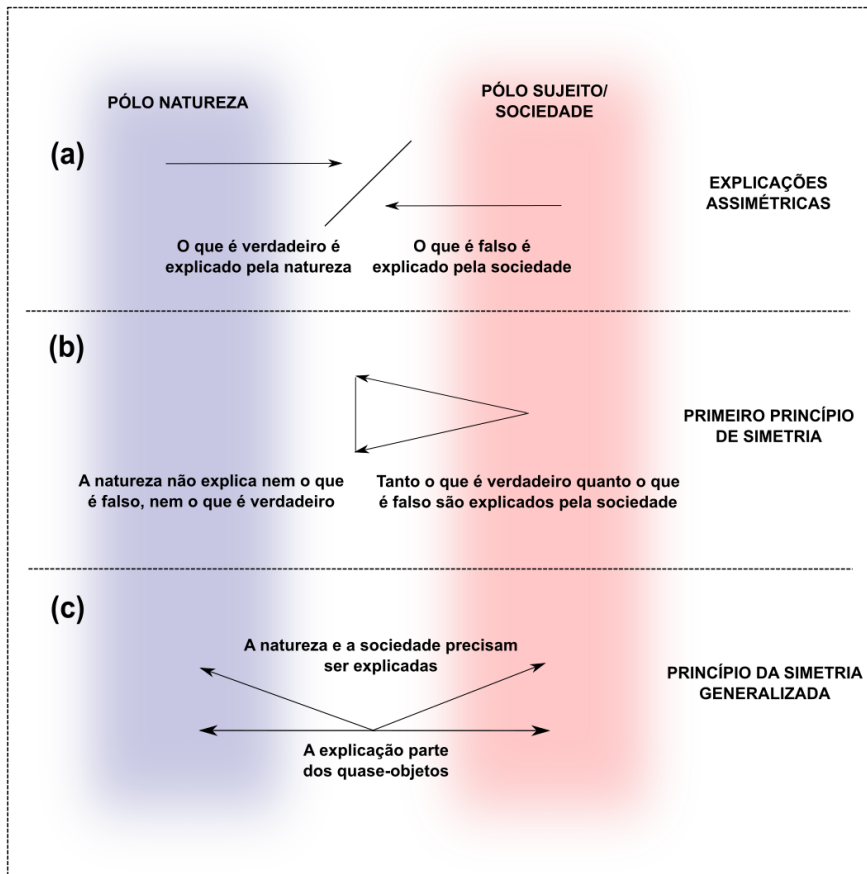 PÓLO NATUREZA
PÓLO SUJEITO/
SOCIEDADE
(a)
EXPLICAÇÕES
ASSIMÉTRICAS
O que é verdadeiro é
explicado pela natureza
O que é falso é
explicado pela sociedade
(b)
PRIMEIRO PRINCÍPIO
DE SIMETRIA
A natureza não explica nem o que
é falso, nem o que é verdadeiro
Tanto o que é verdadeiro quanto o que
é falso são explicados pela sociedade
(c)
A natureza e a sociedade precisam
ser explicadas
PRINCÍPIO DA SIMETRIA
GENERALIZADA
A explicação parte
dos quase-objetos